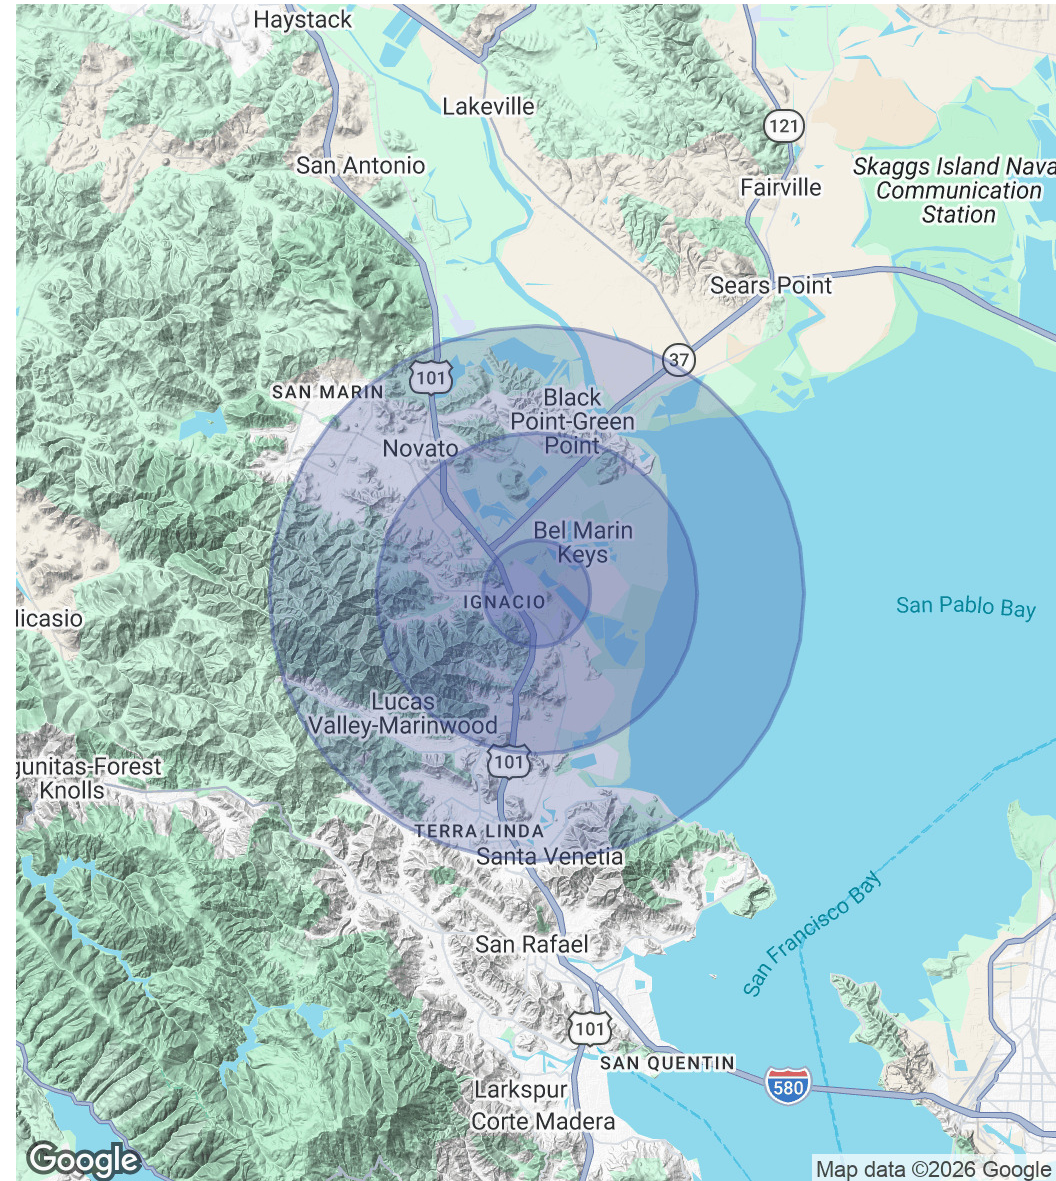 Haystack
Lakeville
121
San Antonio
Skaggs Island Nava
Communication
Station
Fairville
Sears Point
37
101
SAN MARIN
Black
Point-Green
Point
Novato
Bel Marin
Keys
IGNACIO
San Pablo Bay
licasio
Lucas
Valley-Marinwood
101
gunitas-Forest
Knolls
TERRA LINDA
Santa Venetia
San Francisco Bay
San Rafael
101
SAN QUENTIN
580
Larkspur
Corte Madera
Google
Map data ©2026 Google